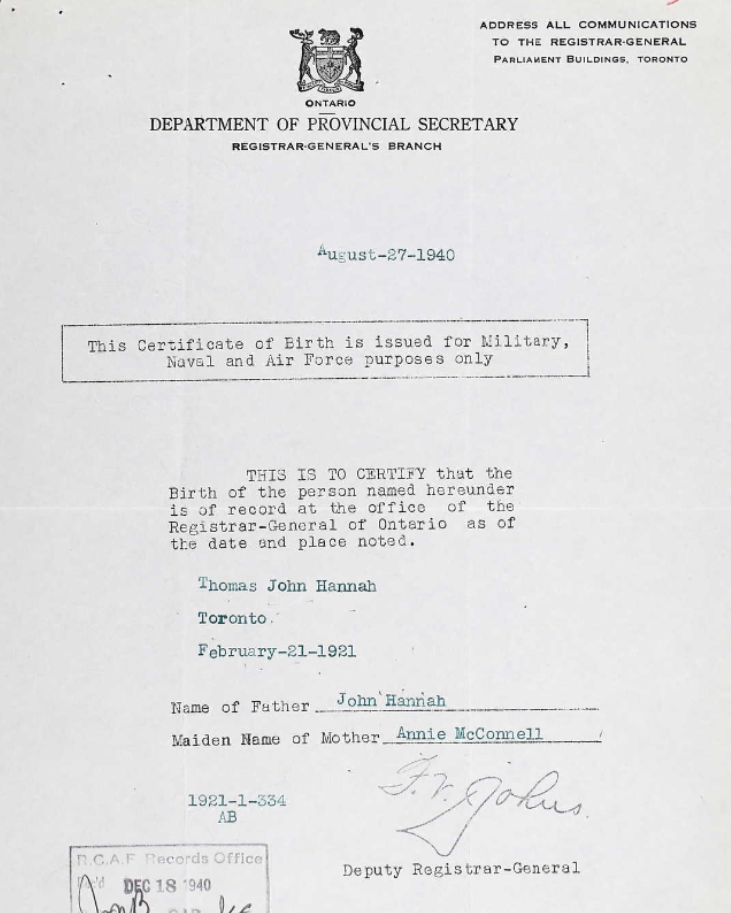 ADDRESS ALL COMMUNICATIONS
TO THE REGISTRAR-GENERAL
PARLIAMENT BUILDINGS, TORONTO
ONTARIO
DEPARTMENT OF PROVINCIAL SECRETARY
REGISTRAR-GENERAL'S BRANCH
August-27-1940
This Certificate of Birth is issued for Military,
Naval and Air Force purposes only
THIS IS TO CERTIFY that the
Birth of the person named hereunder
is of record at the office of the
Registrar-General of Ontario as of
the date and place noted.
Thomas John Hannah
Toronto.
February-21-1921
Name of Father John Hannah
Maiden Name of Mother Annie McConnell
1921-1-334
AB
Deputy Registrar-General
R.C.A.F Records Office
Rec'd DEC 18 1940